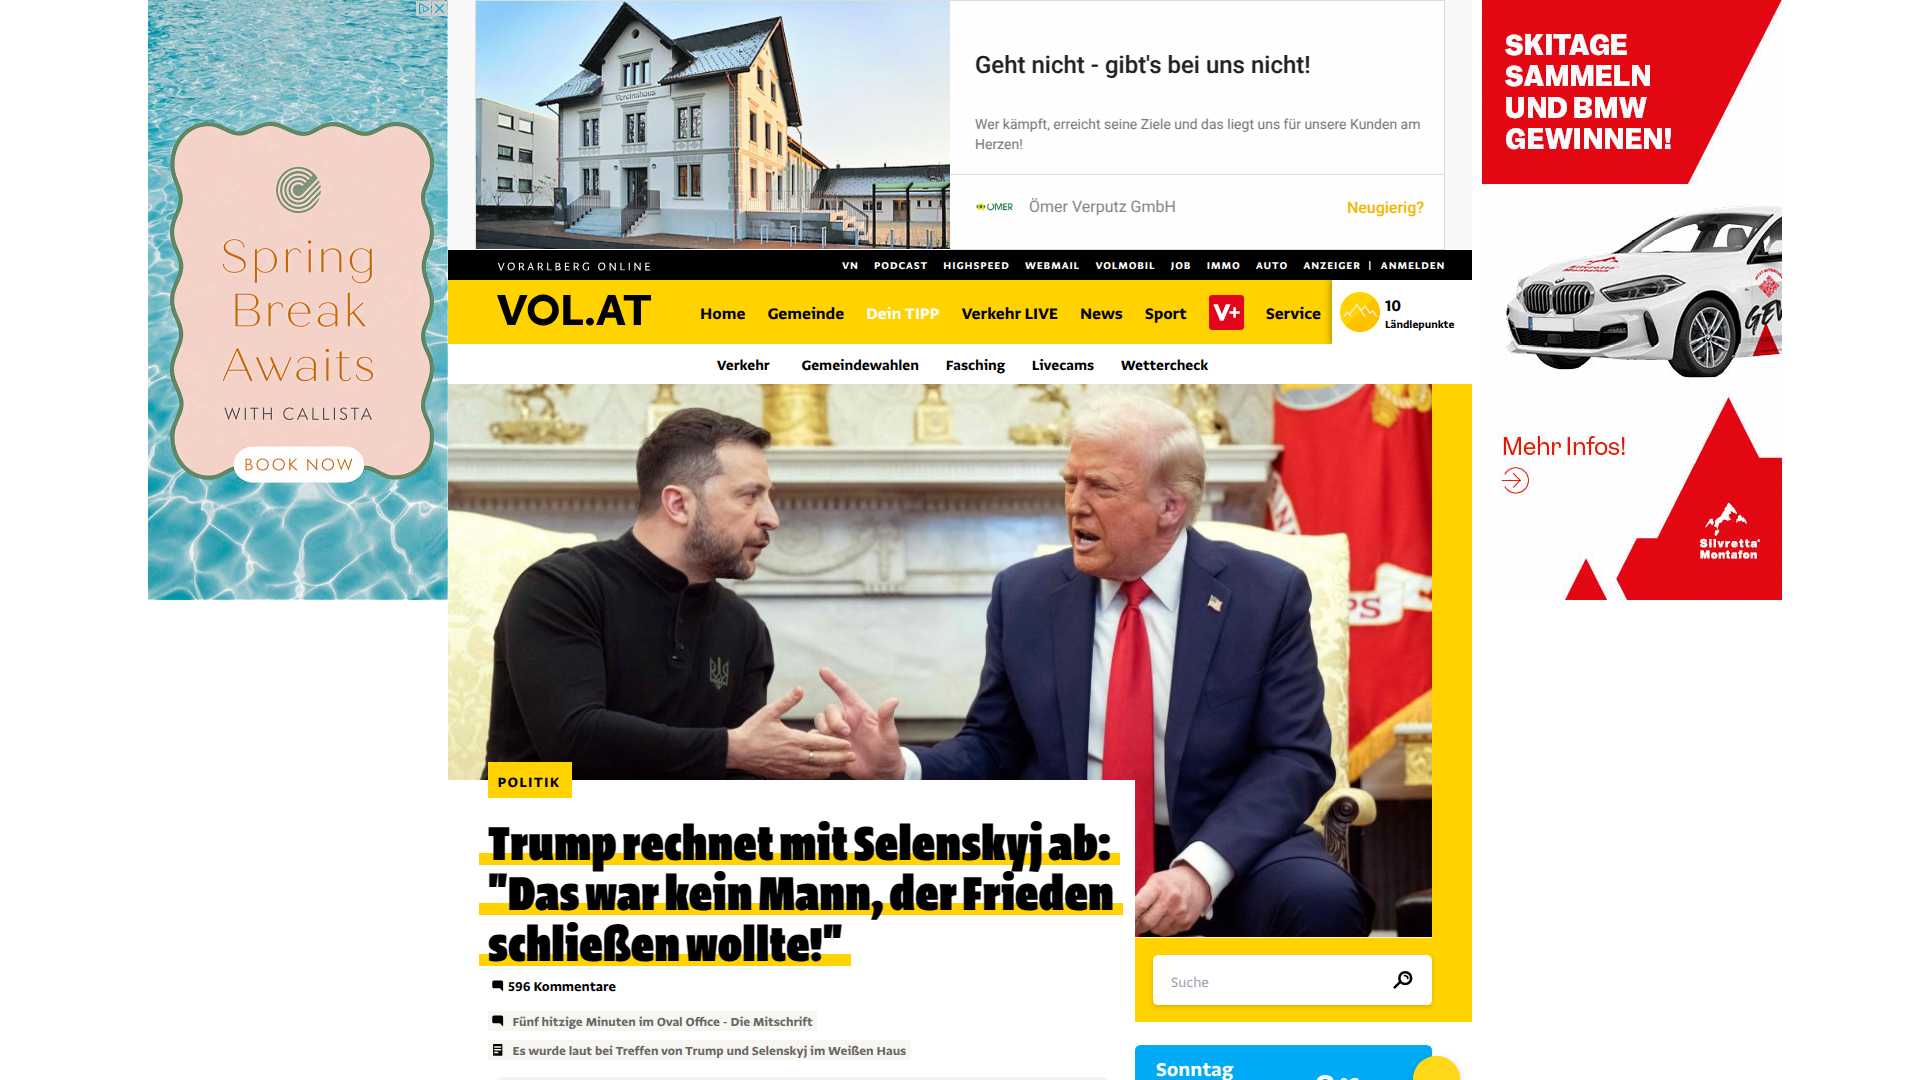 Spring
Break
Awaits
WITH CALLISTA
BOOK NOW
Vereinshaus
Geht nicht - gibt's bei uns nicht!
Wer kämpft, erreicht seine Ziele und das liegt uns für unsere Kunden am
Herzen!
ÖMER
Ömer Verputz GmbH
Neugierig?
SKITAGE
SAMMELN
UND BMW
GEWINNEN!
Silvretta
Montafon
Mehr Infos!
Silvretta
Montafon
VORARLBERG ONLINE
VN PODCAST HIGHSPEED WEBMAIL VOLMOBIL JOB IMMO AUTO ANZEIGER | ANMELDEN
VOL.AT
Home Gemeinde Dein TIPP Verkehr LIVE News Sport V+ Service
10
Ländlepunkte
Verkehr Gemeindewahlen Fasching Livecams Wettercheck
PS
POLITIK
Trump rechnet mit Selenskyj ab:
"Das war kein Mann, der Frieden
schließen wollte!"
596 Kommentare
Fünf hitzige Minuten im Oval Office - Die Mitschrift
Es wurde laut bei Treffen von Trump und Selenskyj im Weißen Haus
Suche
Sonntag